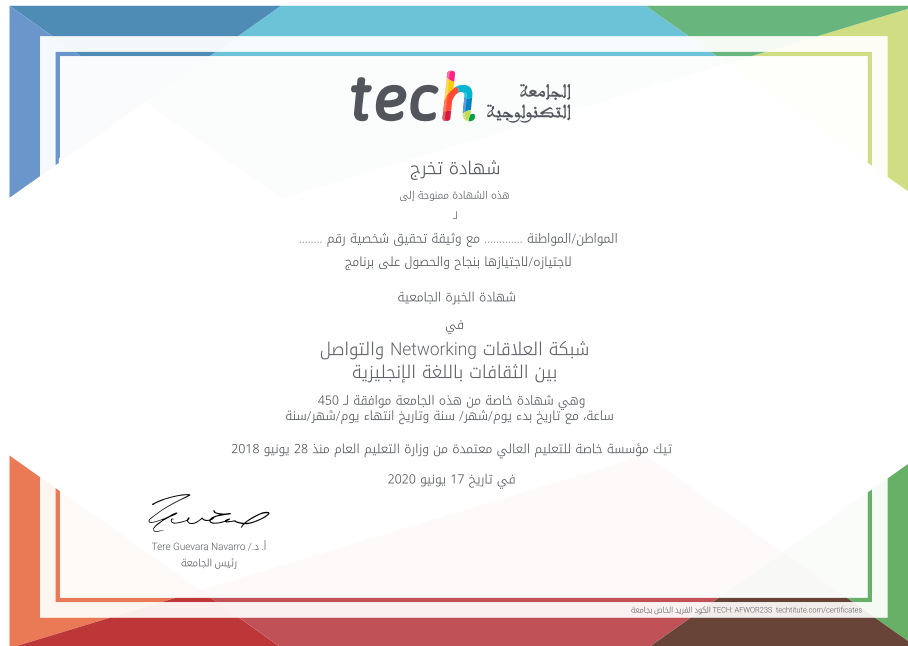 tech الجامعة
التكنولوجية
شهادة تخرج
هذه الشهادة ممنوحة إلى
لـ
المواطن/المواطنة ............ مع وثيقة تحقيق شخصية رقم ........
لاجتيازه/لاجتيازها بنجاح والحصول على برنامج
شهادة الخبرة الجامعية
في
شبكة العلاقات Networking والتواصل
بين الثقافات باللغة الإنجليزية
وهي شهادة خاصة من هذه الجامعة موافقة لـ 450
ساعة، مع تاريخ بدء يوم/شهر/ سنة وتاريخ انتهاء يوم/شهر/سنة
تيك مؤسسة خاصة للتعليم العالي معتمدة من وزارة التعليم العام منذ 28 يونيو 2018
في تاريخ 17 يونيو 2020
أ. د./ Tere Guevara Navarro
رئيس الجامعة
الكود الفريد الخاص بجامعة TECH: AFWOR23S techtitute.com/certificates